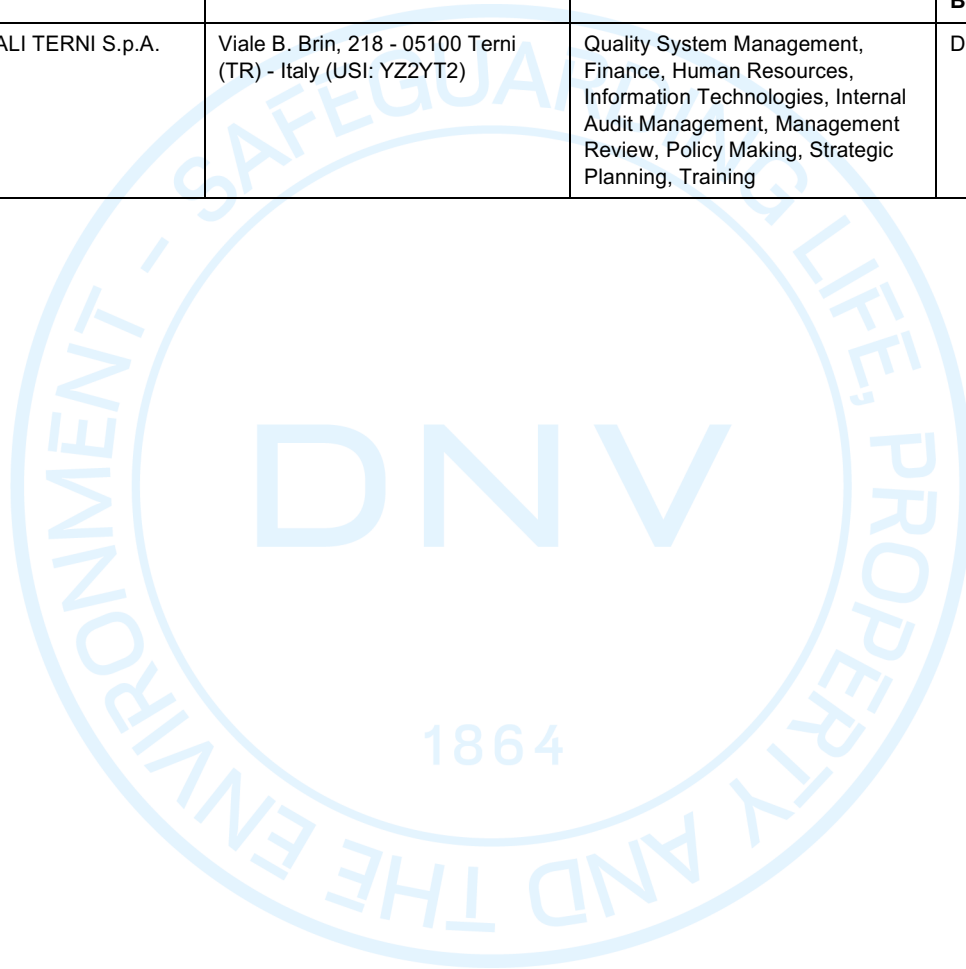 B
ALI TERNI S.p.A.
Viale B. Brin, 218 - 05100 Terni
(TR) - Italy (USI: YZ2YT2)
Quality System Management,
Finance, Human Resources,
Information Technologies, Internal
Audit Management, Management
Review, Policy Making, Strategic
Planning, Training
D
SAFEGUARDING LIFE, PROPERTY AND THE ENVIRONMENT -
DNV
1864